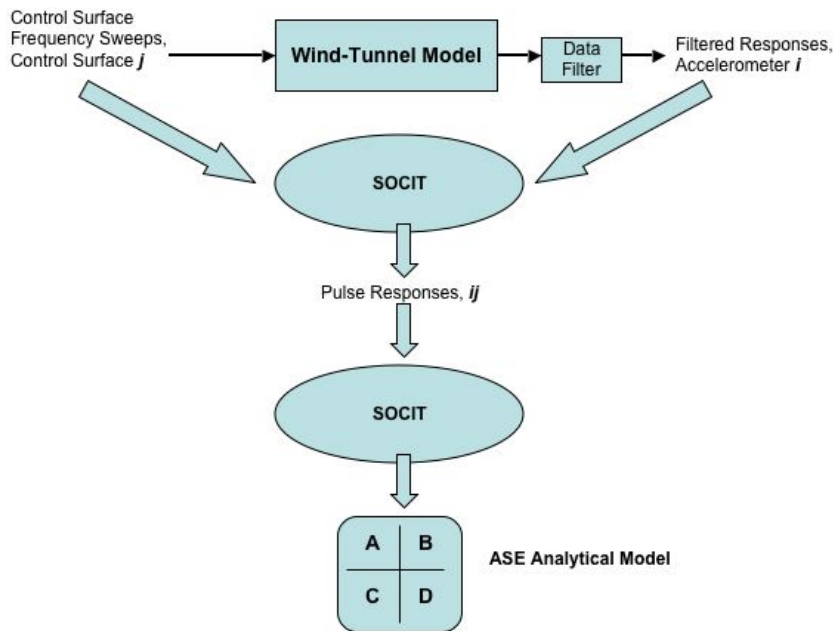 Control Surface
Frequency Sweeps,
Control Surface j
Wind-Tunnel Model
Data
Filter
Filtered Responses,
Accelerometer i
SOCIT
Pulse Responses, ij
SOCIT
A B
C D
ASE Analytical Model